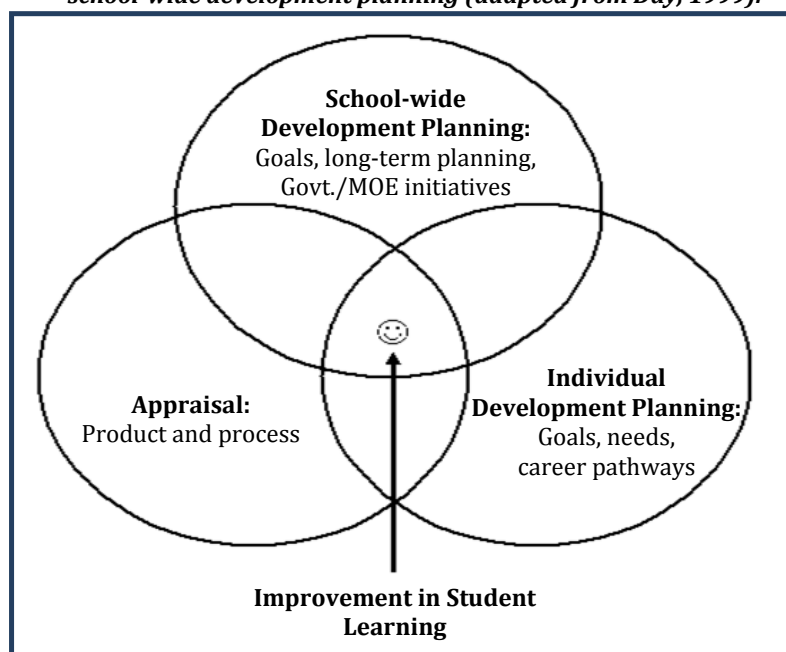 school-wide development planning (adapted from Day, 1999).
School-wide
Development Planning:
Goals, long-term planning,
Govt./MOE initiatives
Appraisal:
Product and process
Individual
Development Planning:
Goals, needs,
career pathways
Improvement in Student
Learning